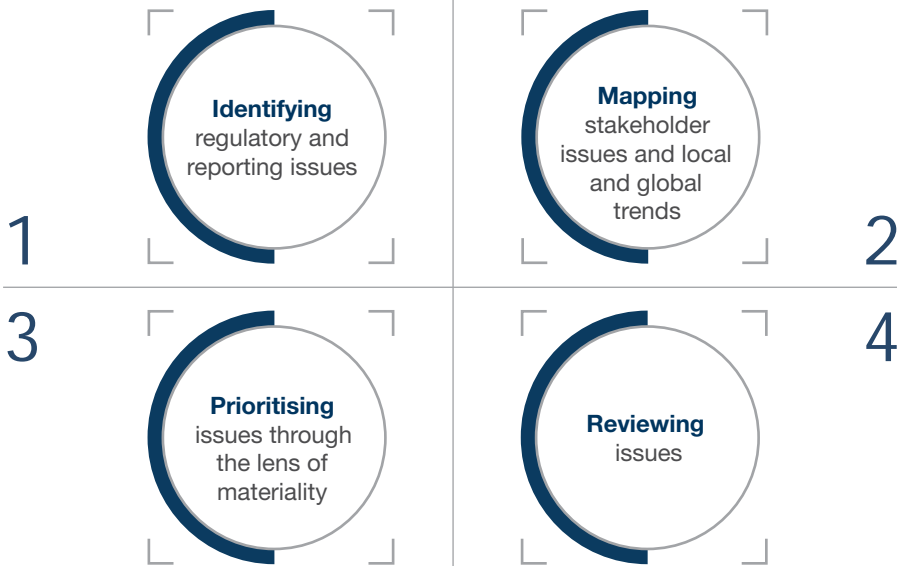 1
Identifying
regulatory and
reporting issues
2
Mapping
stakeholder
issues and local
and global
trends
3
Prioritising
issues through
the lens of
materiality
4
Reviewing
issues